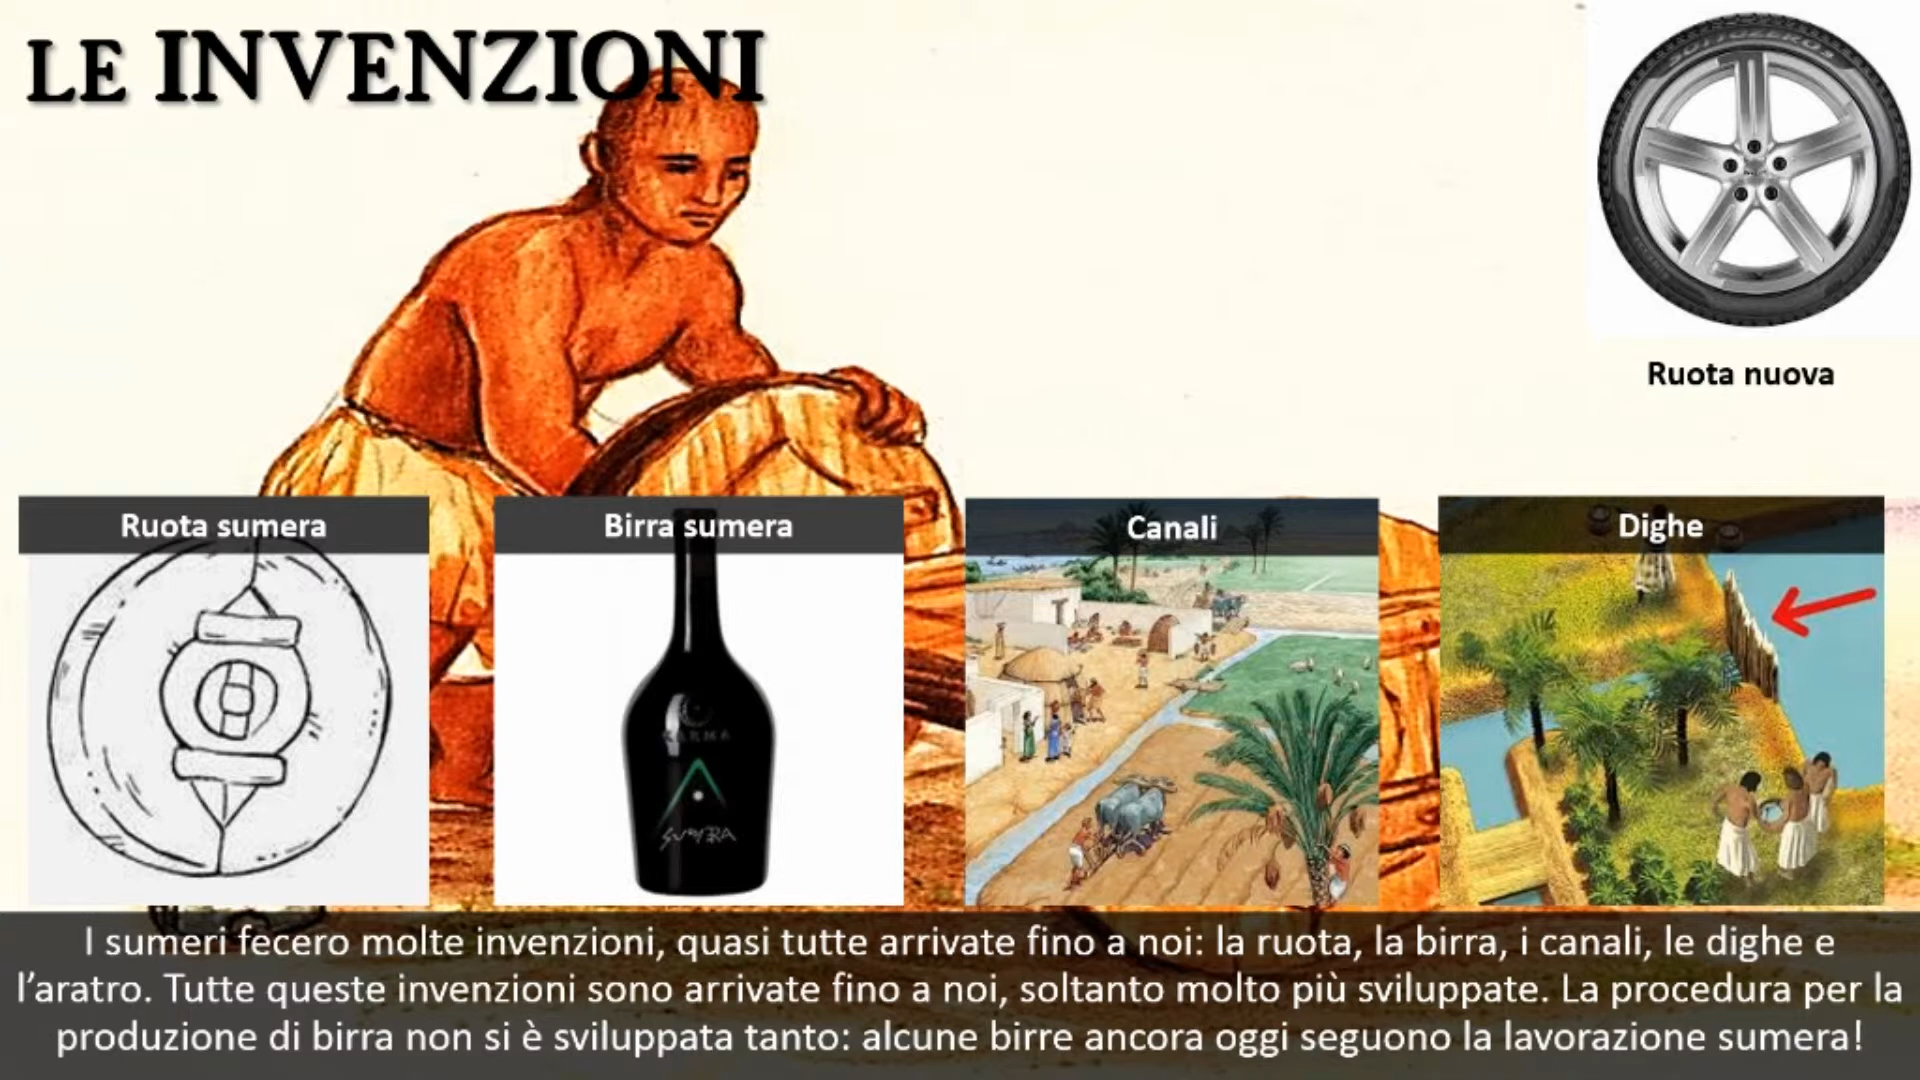 LE INVENZIONI
Ruota nuova
Ruota sumera
Birra sumera
Canali
Dighe
KARMA
SUMERA
I sumeri fecero molte invenzioni, quasi tutte arrivate fino a noi: la ruota, la birra, i canali, le dighe e
l’aratro. Tutte queste invenzioni sono arrivate fino a noi, soltanto molto più sviluppate. La procedura per la
produzione di birra non si è sviluppata tanto: alcune birre ancora oggi seguono la lavorazione sumera!